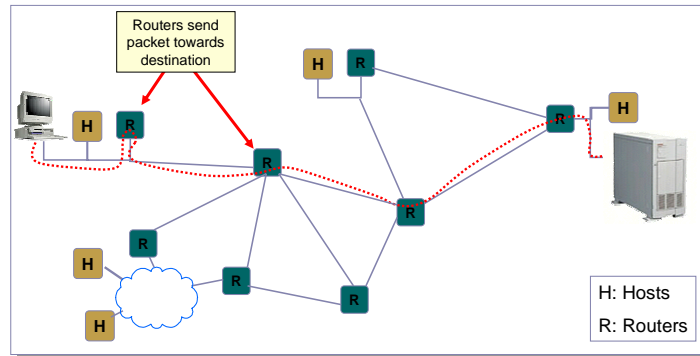 Routers send
packet towards
destination
H
R
H
R
H
R
R
R
R
H
R
R
H
H: Hosts
R: Routers